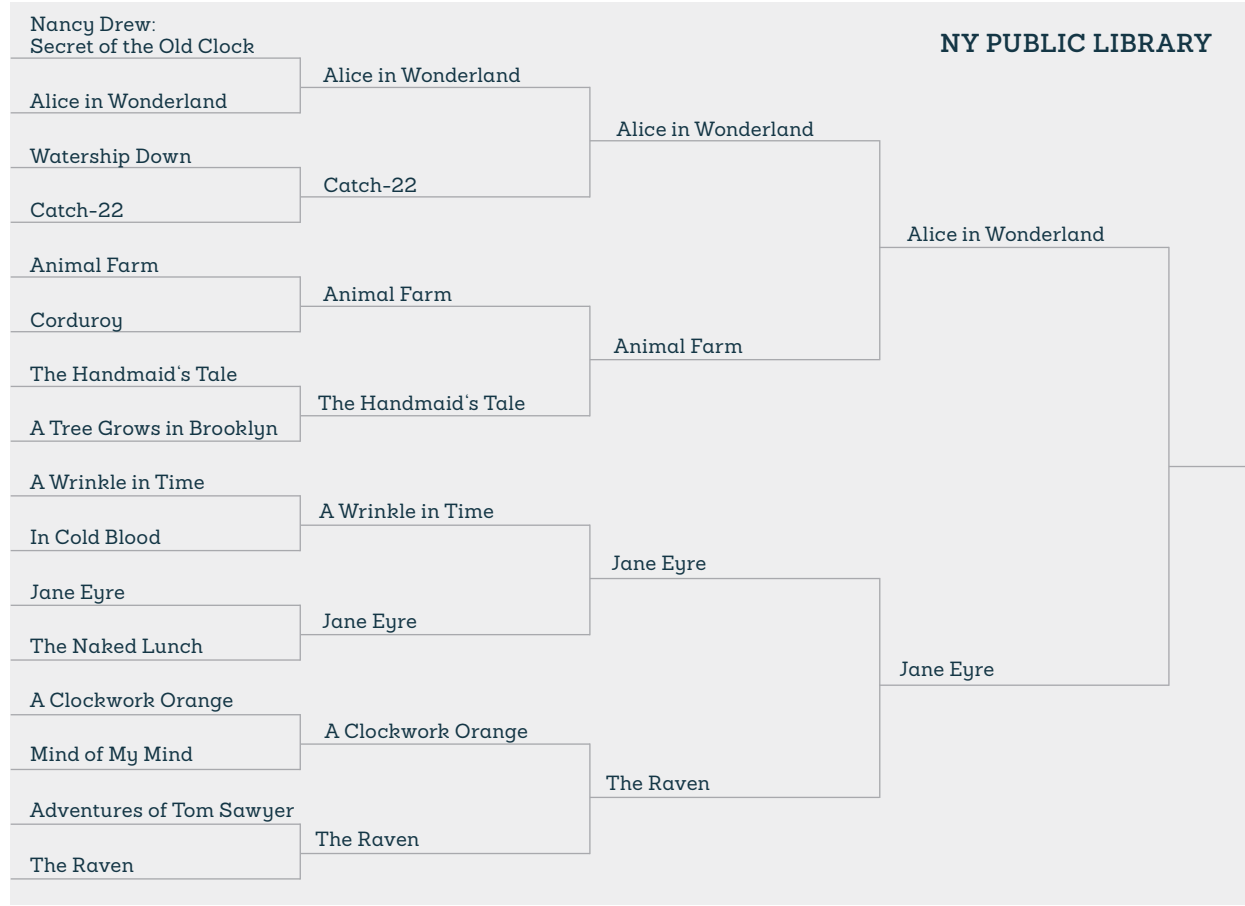 Nancy Drew:
Secret of the Old Clock
NY PUBLIC LIBRARY
Alice in Wonderland
Watership Down
Catch-22
Animal Farm
Corduroy
The Handmaid‘s Tale
A Tree Grows in Brooklyn
A Wrinkle in Time
In Cold Blood
Jane Eyre
The Naked Lunch
A Clockwork Orange
Mind of My Mind
Adventures of Tom Sawyer
The Raven
Alice in Wonderland
Catch-22
Animal Farm
The Handmaid‘s Tale
A Wrinkle in Time
Jane Eyre
A Clockwork Orange
The Raven
Alice in Wonderland
Animal Farm
Jane Eyre
The Raven
Alice in Wonderland
Jane Eyre